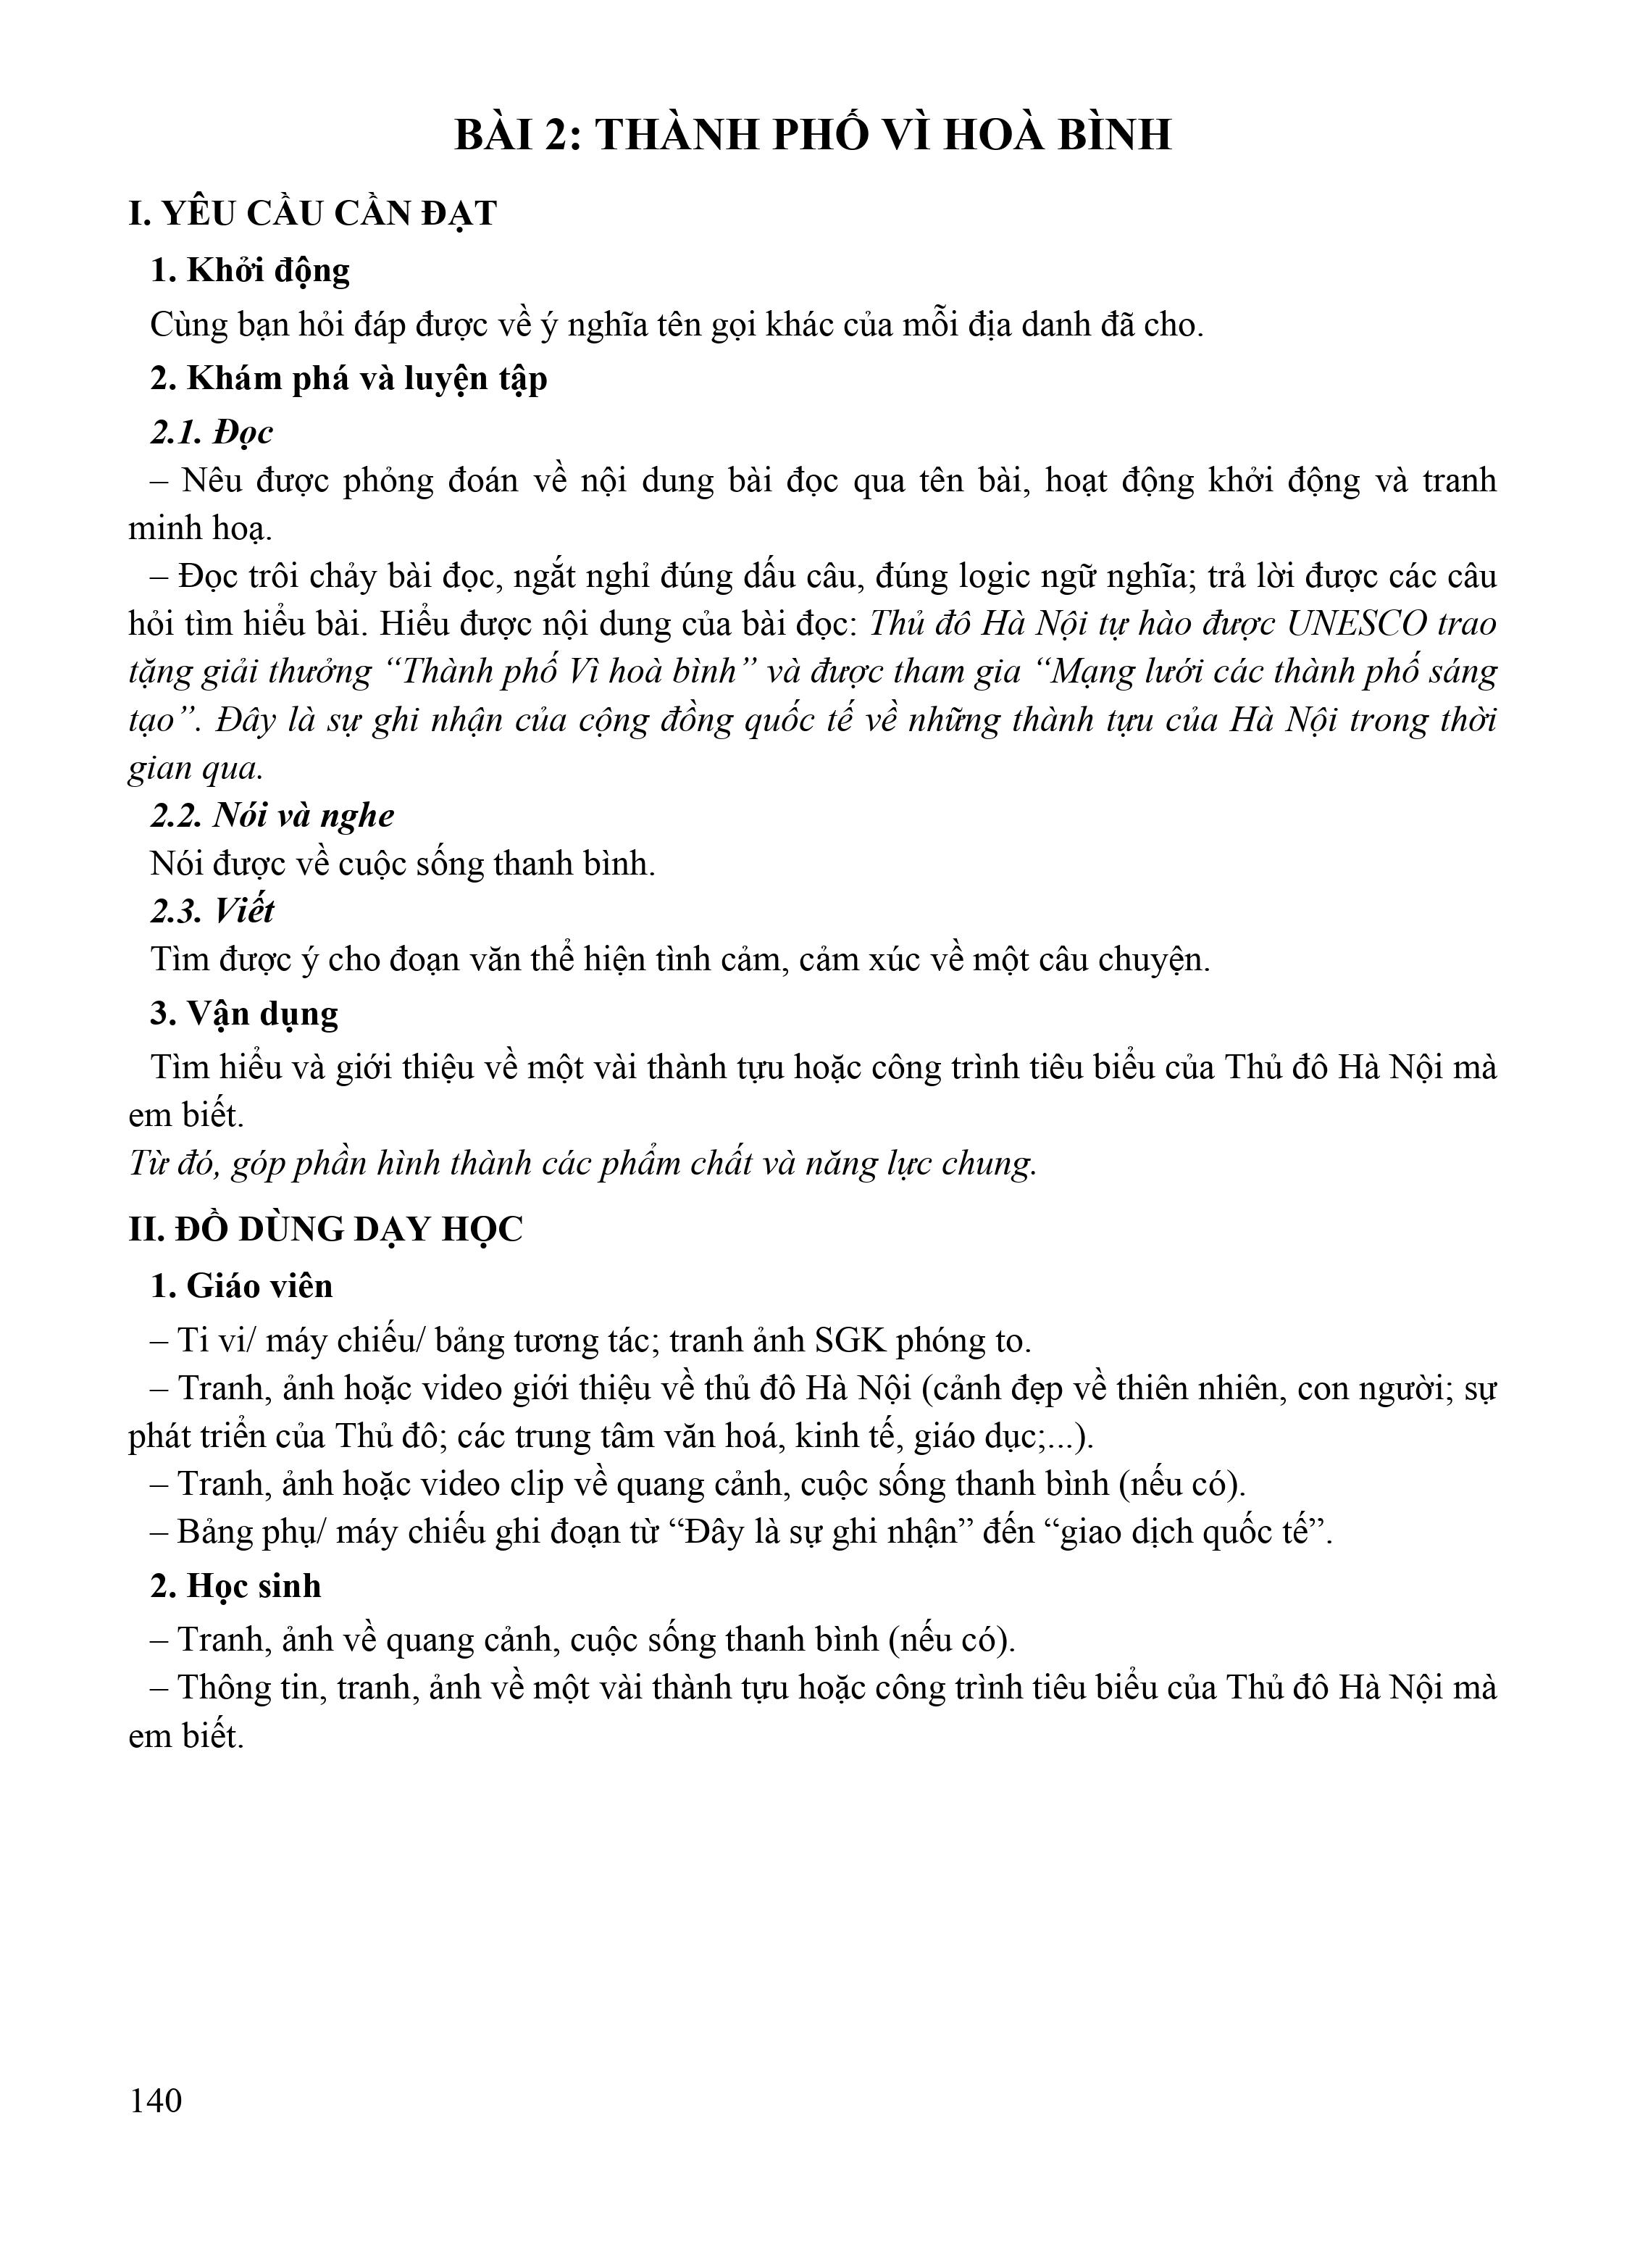 BÀI 2: THÀNH PHỐ VÌ HOÀ BÌNH
I. YÊU CẦU CẦN ĐẠT
1. Khởi động
Cùng bạn hỏi đáp được về ý nghĩa tên gọi khác của mỗi địa danh đã cho.
2. Khám phá và luyện tập
2.1. Đọc
– Nêu được phỏng đoán về nội dung bài đọc qua tên bài, hoạt động khởi động và tranh
minh hoạ.
– Đọc trôi chảy bài đọc, ngắt nghỉ đúng dấu câu, đúng logic ngữ nghĩa; trả lời được các câu
hỏi tìm hiểu bài. Hiểu được nội dung của bài đọc: Thủ đô Hà Nội tự hào được UNESCO trao
tặng giải thưởng “Thành phố Vì hoà bình” và được tham gia “Mạng lưới các thành phố sáng
tạo”. Đây là sự ghi nhận của cộng đồng quốc tế về những thành tựu của Hà Nội trong thời
gian qua.
2.2. Nói và nghe
Nói được về cuộc sống thanh bình.
2.3. Viết
Tìm được ý cho đoạn văn thể hiện tình cảm, cảm xúc về một câu chuyện.
3. Vận dụng
Tìm hiểu và giới thiệu về một vài thành tựu hoặc công trình tiêu biểu của Thủ đô Hà Nội mà
em biết.
Từ đó, góp phần hình thành các phẩm chất và năng lực chung.
II. ĐỒ DÙNG DẠY HỌC
1. Giáo viên
– Ti vi/ máy chiếu/ bảng tương tác; tranh ảnh SGK phóng to.
– Tranh, ảnh hoặc video giới thiệu về thủ đô Hà Nội (cảnh đẹp về thiên nhiên, con người; sự
phát triển của Thủ đô; các trung tâm văn hoá, kinh tế, giáo dục;...).
– Tranh, ảnh hoặc video clip về quang cảnh, cuộc sống thanh bình (nếu có).
– Bảng phụ/ máy chiếu ghi đoạn từ “Đây là sự ghi nhận” đến “giao dịch quốc tế”.
2. Học sinh
– Tranh, ảnh về quang cảnh, cuộc sống thanh bình (nếu có).
– Thông tin, tranh, ảnh về một vài thành tựu hoặc công trình tiêu biểu của Thủ đô Hà Nội mà
em biết.
140